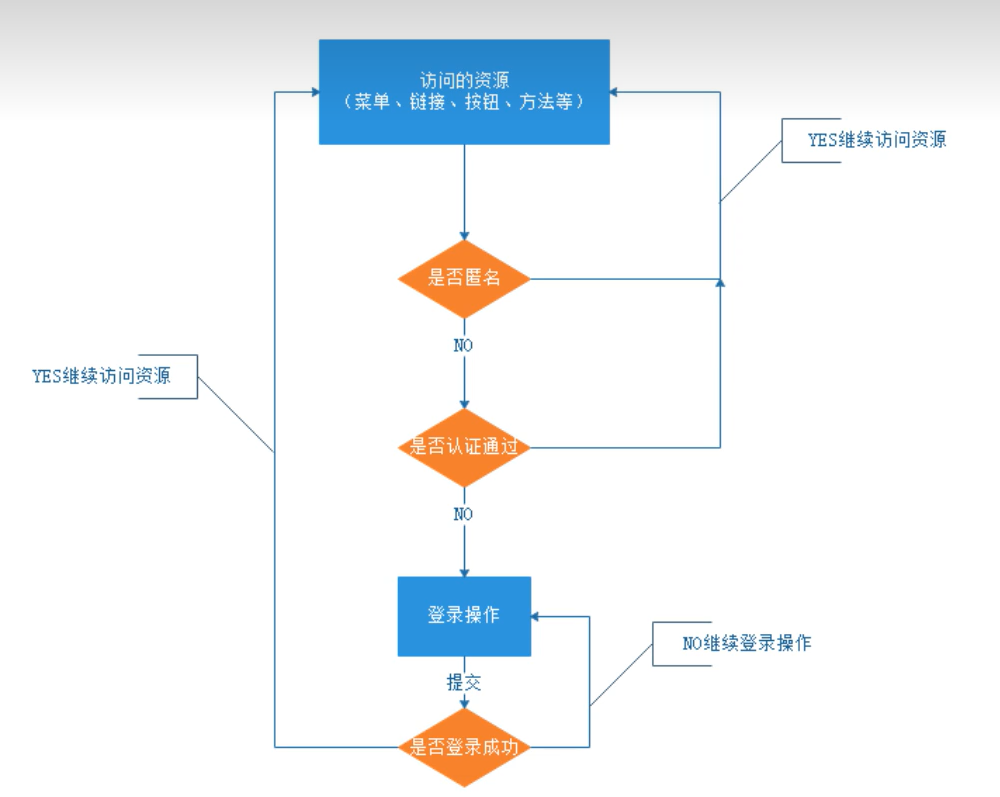 访问的资源
（菜单、链接、按钮、方法等）
YES继续访问资源
是否匿名
NO
YES继续访问资源
是否认证通过
NO
登录操作
NO继续登录操作
提交
是否登录成功